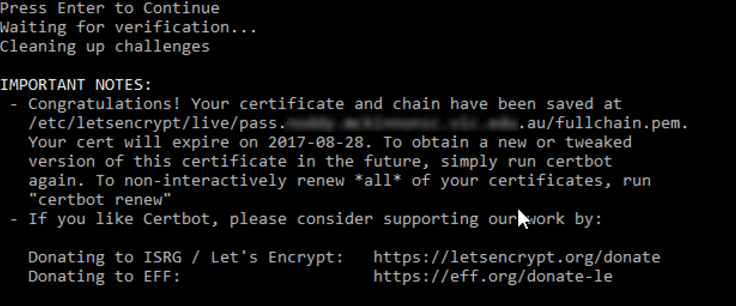 Press Enter to Continue
Waiting for verification...
Cleaning up challenges
IMPORTANT NOTES:
- Congratulations! Your certificate and chain have been saved at
/etc/letsencrypt/live/pass. .au/fullchain.pem.
Your cert will expire on 2017-08-28. To obtain a new or tweaked
version of this certificate in the future, simply run certbot
again. To non-interactively renew *all* of your certificates, run
"certbot renew"
- If you like Certbot, please consider supporting our work by:
Donating to ISRG / Let's Encrypt: https://letsencrypt.org/donate
Donating to EFF: https://eff.org/donate-le